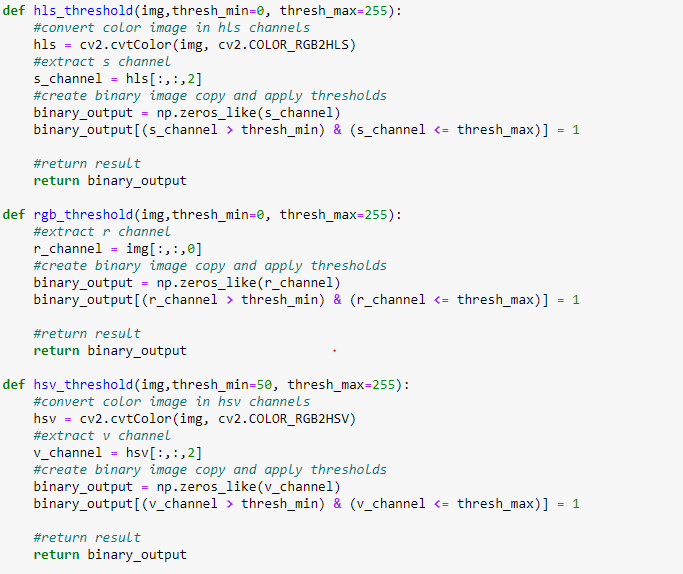 def hls_threshold(img,thresh_min=0, thresh_max=255):
    #convert color image in hls channels
    hls = cv2.cvtColor(img, cv2.COLOR_RGB2HLS)
    #extract s channel
    s_channel = hls[:,:,2]
    #create binary image copy and apply thresholds
    binary_output = np.zeros_like(s_channel)
    binary_output[(s_channel > thresh_min) & (s_channel <= thresh_max)] = 1

    #return result
    return binary_output

def rgb_threshold(img,thresh_min=0, thresh_max=255):
    #extract r channel
    r_channel = img[:,:,0]
    #create binary image copy and apply thresholds
    binary_output = np.zeros_like(r_channel)
    binary_output[(r_channel > thresh_min) & (r_channel <= thresh_max)] = 1

    #return result
    return binary_output

def hsv_threshold(img,thresh_min=50, thresh_max=255):
    #convert color image in hsv channels
    hsv = cv2.cvtColor(img, cv2.COLOR_RGB2HSV)
    #extract v channel
    v_channel = hsv[:,:,2]
    #create binary image copy and apply thresholds
    binary_output = np.zeros_like(v_channel)
    binary_output[(v_channel > thresh_min) & (v_channel <= thresh_max)] = 1

    #return result
    return binary_output